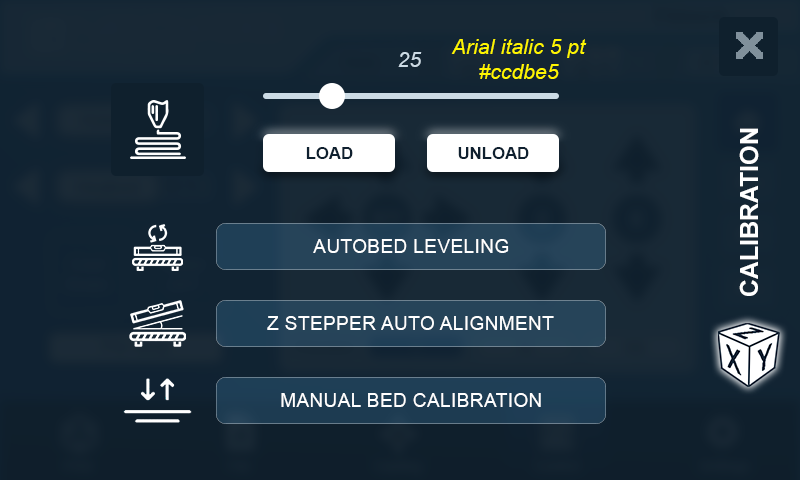 25
Arial italic 5 pt
#ccdbe5
LOAD
UNLOAD
AUTOBED LEVELING
Z STEPPER AUTO ALIGNMENT
MANUAL BED CALIBRATION
CALIBRATION
Z
X Y